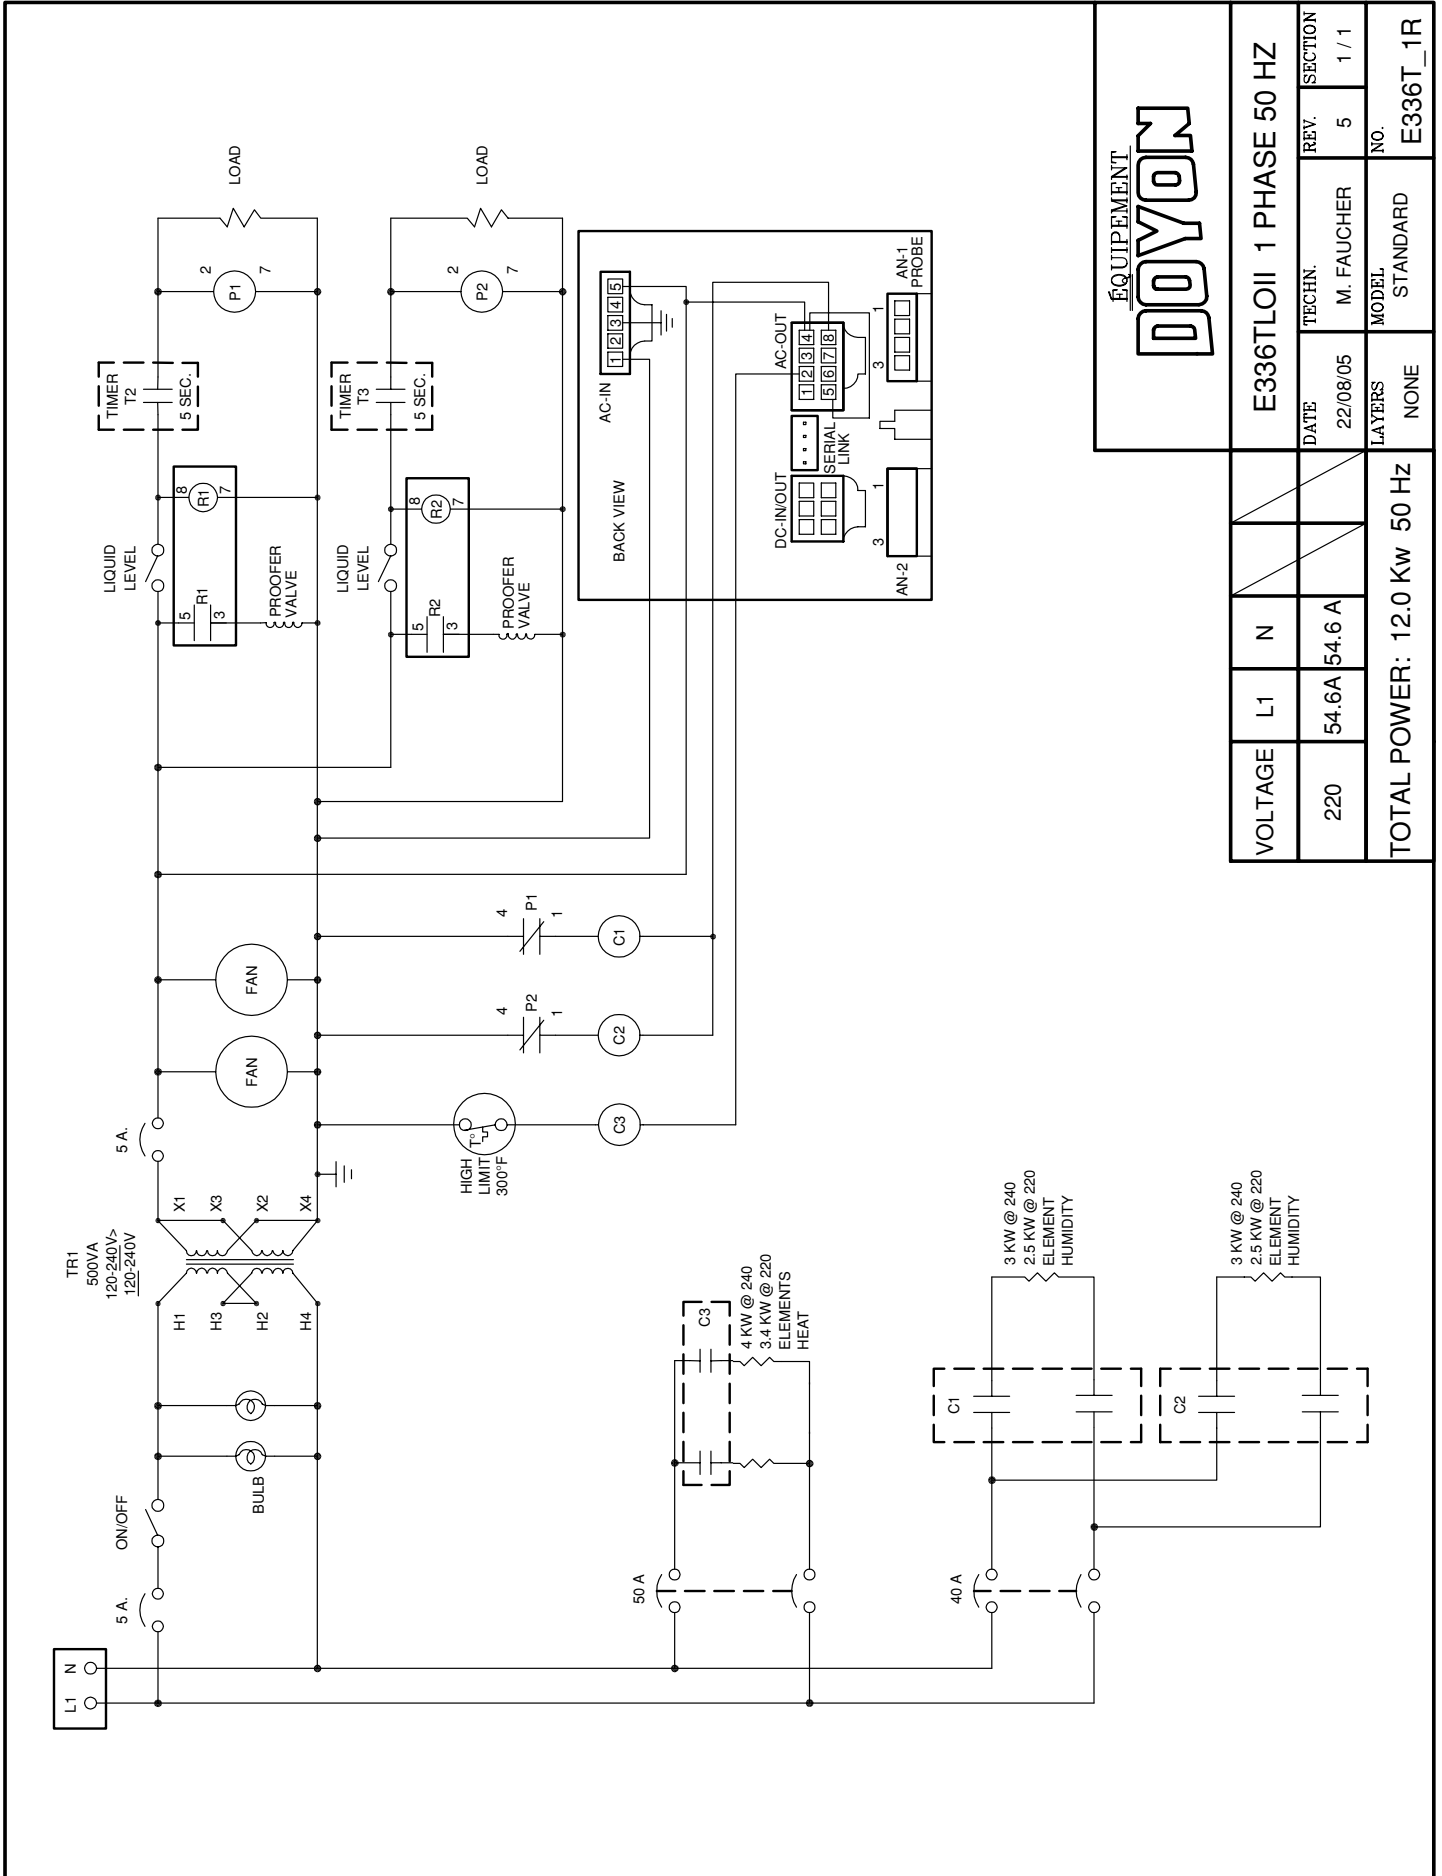 L1
N
5 A.
ON/OFF
BULB
TR1
500VA
120-240V>
120-240V
H1
H3
H2
H4
X1
X3
X2
X4
5 A.
FAN
FAN
LIQUID
LEVEL
5
R1
3
8
R1
7
PROOFER
VALVE
TIMER
T2
5 SEC.
2
P1
7
LOAD
LIQUID
LEVEL
5
R2
3
8
R2
7
PROOFER
VALVE
TIMER
T3
5 SEC.
2
P2
7
LOAD
HIGH
LIMIT
300°F
T°
C3
4
P2
1
C2
4
P1
1
C1
BACK VIEW
AC-IN
1 2 3 4 5
DC-IN/OUT
SERIAL
LINK
AC-OUT
1 2 3 4
5 6 7 8
AN-2
3
1
3
1
AN-1
PROBE
50 A
C3
4 KW @ 240
3.4 KW @ 220
ELEMENTS
HEAT
40 A
C1
3 KW @ 240
2.5 KW @ 220
ELEMENT
HUMIDITY
C2
3 KW @ 240
2.5 KW @ 220
ELEMENT
HUMIDITY
EQUIPEMENT
DOYON
E336TLOII 1 PHASE 50 HZ
VOLTAGE L1 N
220 54.6A 54.6 A
TOTAL POWER: 12.0 Kw 50 Hz
DATE
22/08/05
TECHN.
M. FAUCHER
REV.
5
SECTION
1 / 1
LAYERS
NONE
MODEL
STANDARD
NO.
E336T_1R